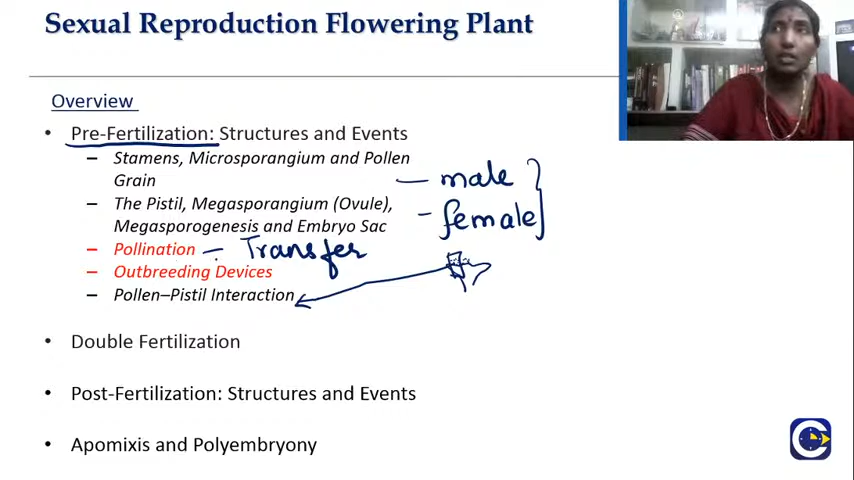 Sexual Reproduction Flowering Plant
Overview
• Pre-Fertilization: Structures and Events
– Stamens, Microsporangium and Pollen
Grain
– male
– The Pistil, Megasporangium (Ovule),
Megasporogenesis and Embryo Sac
– female
– Pollination – Transfer
– Outbreeding Devices
– Pollen–Pistil Interaction
• Double Fertilization
• Post-Fertilization: Structures and Events
• Apomixis and Polyembryony